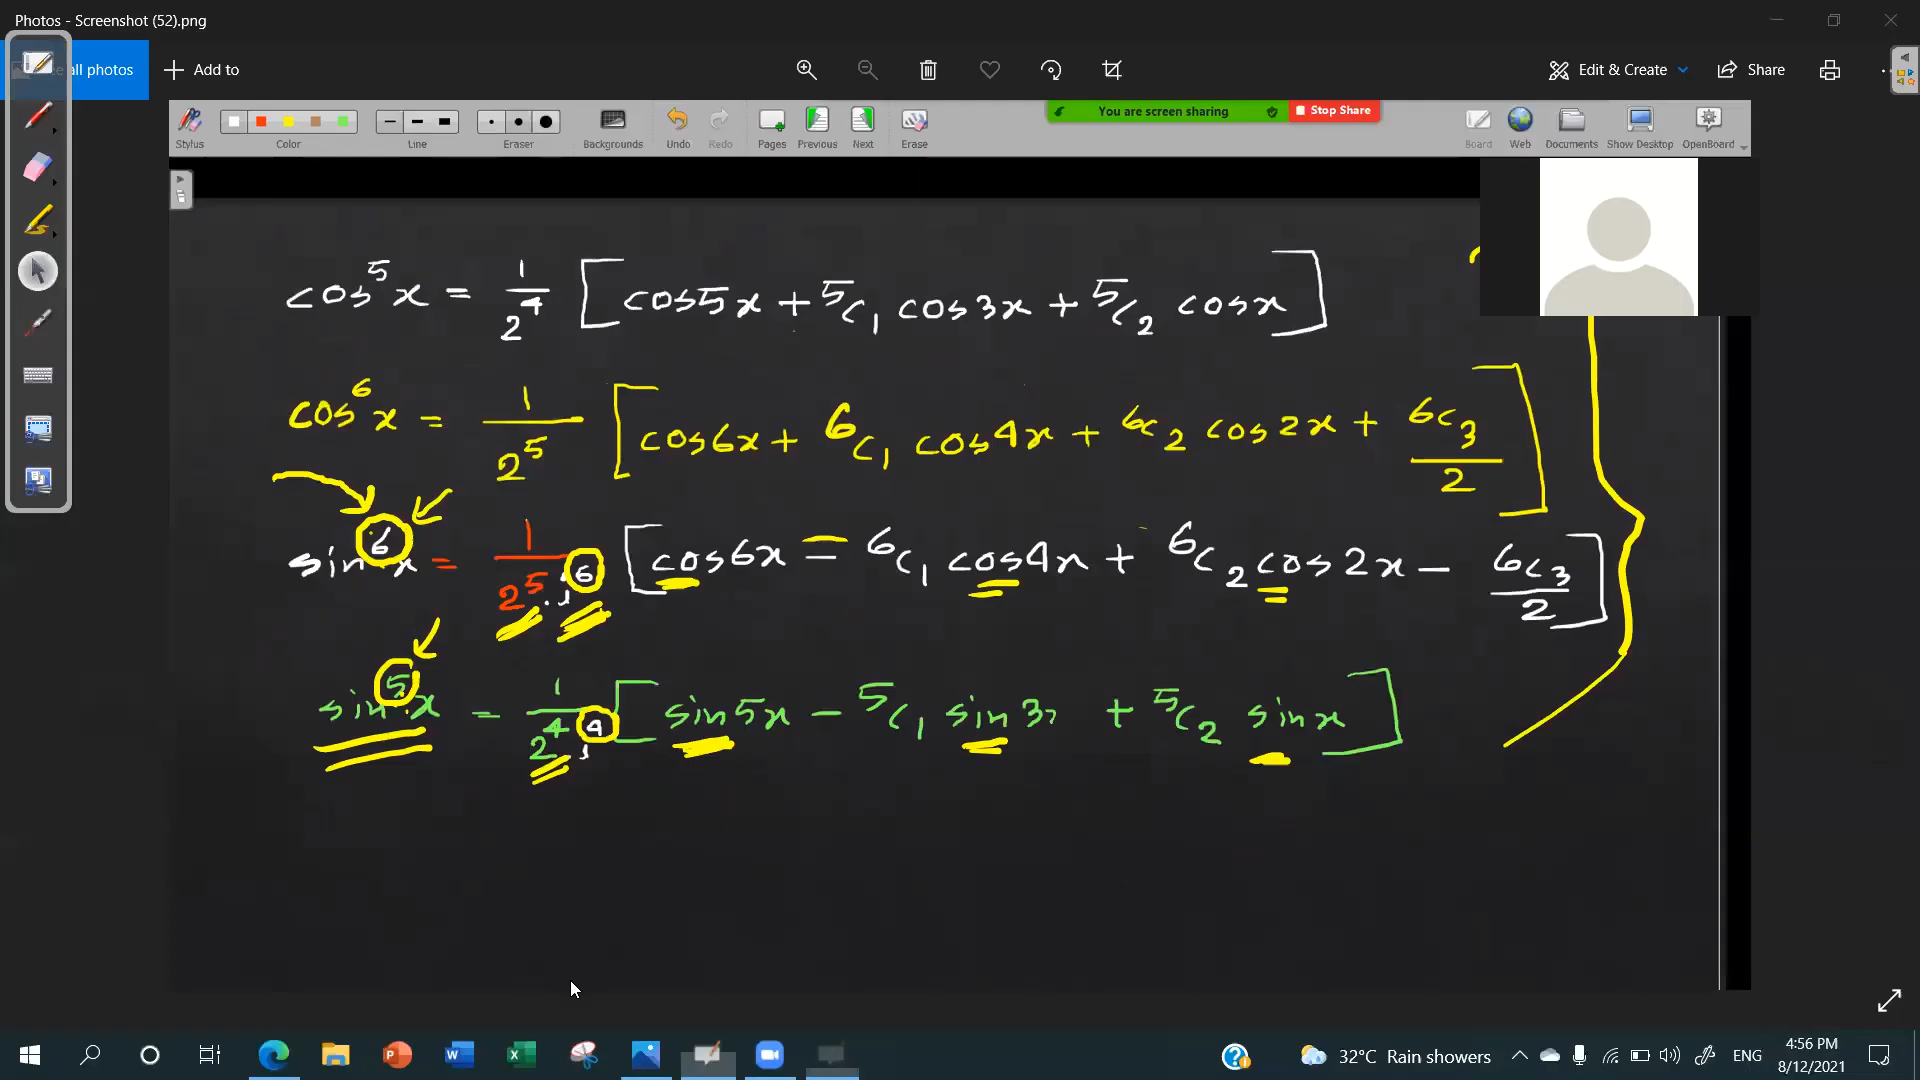 Photos - Screenshot (52).png
all photos
Add to
Edit & Create
Share
You are screen sharing
Stop Share
Stylus
Color
Line
Eraser
Backgrounds
Undo
Redo
Pages
Previous
Next
Erase
Board
Web
Documents
Show Desktop
OpenBoard
cos⁵x = 1/2⁴ [cos5x + ⁵C₁ cos3x + ⁵C₂ cosx]
cos⁶x = 1/2⁵ [cos6x + ⁶C₁ cos4x + ⁶C₂ cos2x + ⁶C₃/2]
sin⁶x = 1/2⁵·i⁶ [cos6x - ⁶C₁ cos4x + ⁶C₂ cos2x - ⁶C₃/2]
sin⁵x = 1/2⁴ i⁴ [sin5x - ⁵C₁ sin3x + ⁵C₂ sinx]
32°C Rain showers
ENG
4:56 PM
8/12/2021